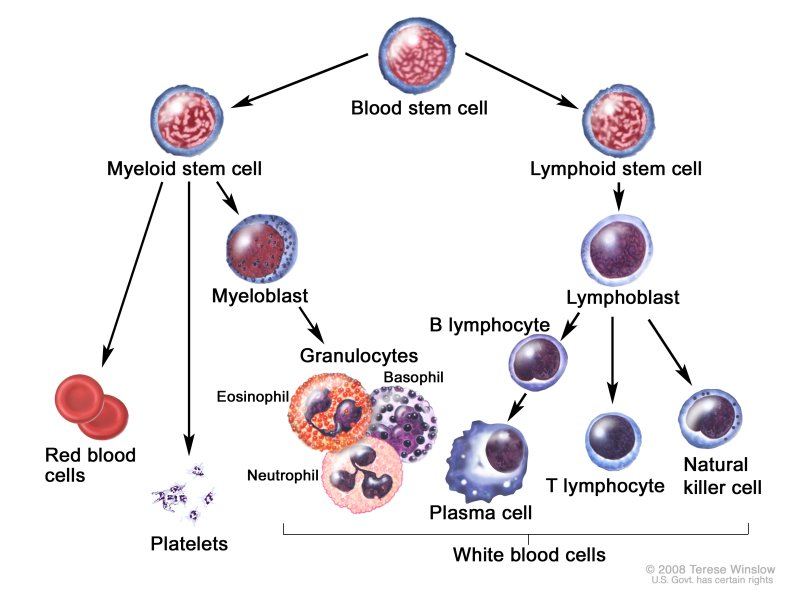 Blood stem cell
Myeloid stem cell
Lymphoid stem cell
Myeloblast
Lymphoblast
B lymphocyte
Granulocytes
Basophil
Eosinophil
Neutrophil
Red blood
cells
Platelets
Plasma cell
T lymphocyte
Natural
killer cell
White blood cells
© 2008 Terese Winslow
U.S. Govt. has certain rights